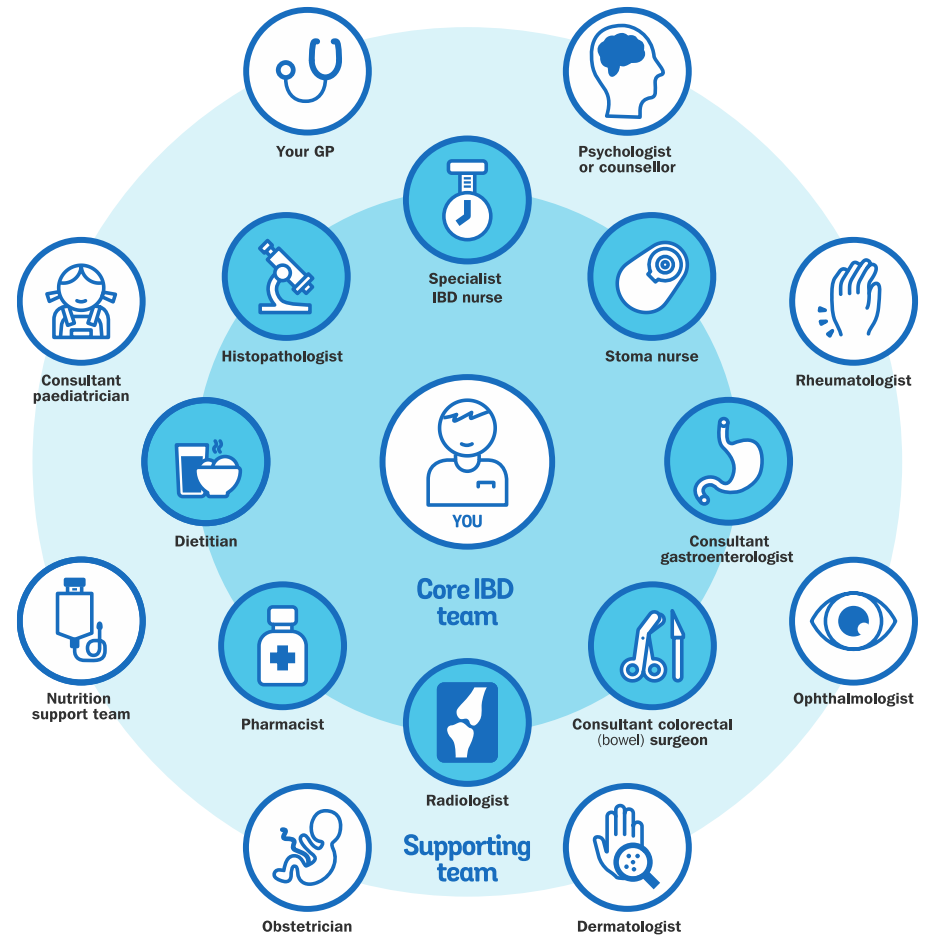 Your GP
Psychologist
or counsellor
Specialist
IBD nurse
Histopathologist
Stoma nurse
Consultant
paediatrician
Rheumatologist
YOU
Dietitian
Consultant
gastroenterologist
Core IBD
team
Nutrition
support team
Pharmacist
Consultant colorectal
(bowel) surgeon
Ophthalmologist
Radiologist
Supporting
team
Obstetrician
Dermatologist